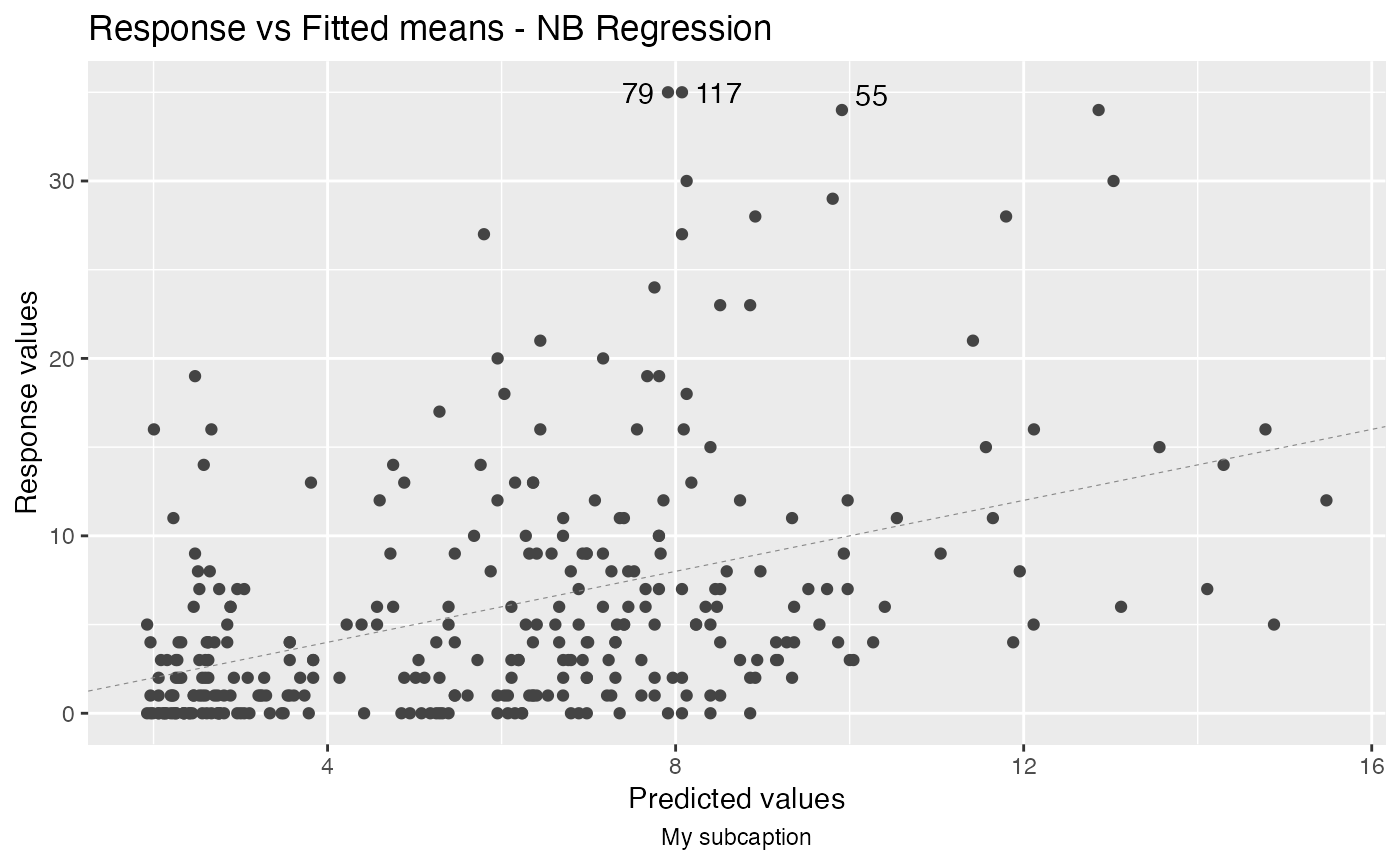 Response vs Fitted means - NB Regression
79
117
55
Response values
30
20
10
0
4
8
12
16
Predicted values
My subcaption